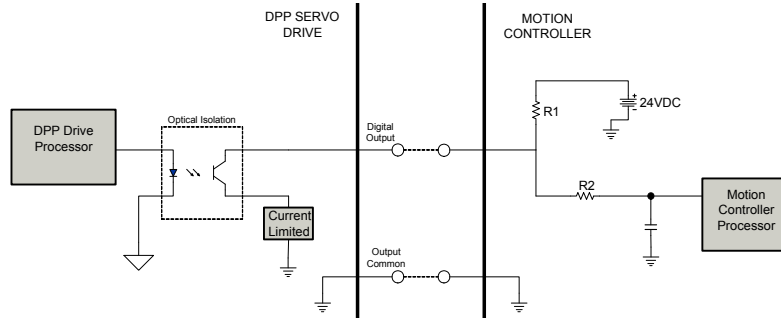 DPP SERVO
DRIVE
MOTION
CONTROLLER
Optical Isolation
DPP Drive
Processor
Digital
Output
R1
24VDC
+
-
R2
Current
Limited
Motion
Controller
Processor
Output
Common